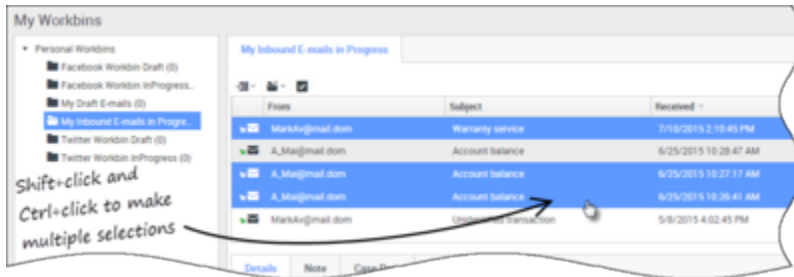 My Workbins
Personal Workbins
Facebook Workbin Draft (0)
Facebook Workbin InProgress..
My Draft E-mails (0)
My Inbound E-mails in Progre..
Twitter Workbin Draft (0)
Twitter Workbin InProgress (0)
Shift+click and
Ctrl+click to make
multiple selections
My Inbound E-mails in Progress
From Subject Received
MarkAv@mail.dom Warranty service 7/10/2015 2:10:45 PM
A_Mai@mail.dom Account balance 6/25/2015 10:28:47 AM
A_Mai@mail.dom Account balance 6/25/2015 10:27:17 AM
A_Mai@mail.dom Account balance 6/25/2015 10:26:41 AM
MarkAv@mail.dom transaction 5/8/2015 4:02:45 PM
Details Note Case